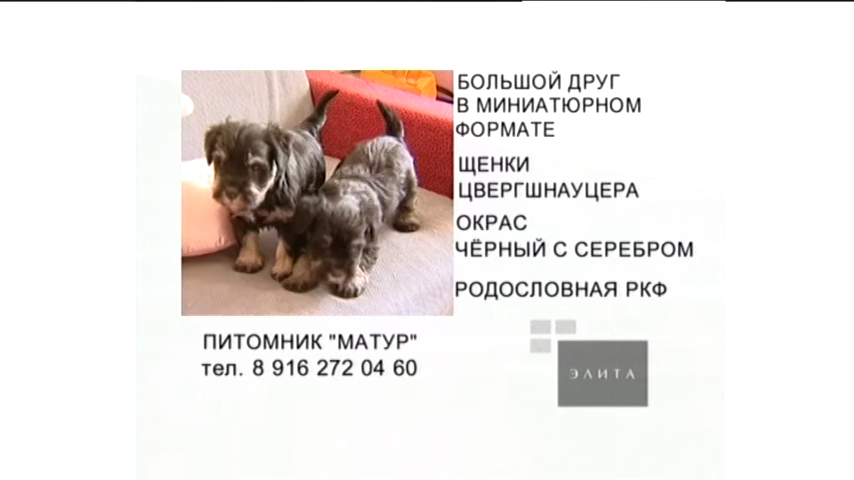 БОЛЬШОЙ ДРУГ
В МИНИАТЮРНОМ
ФОРМАТЕ
ЩЕНКИ
ЦВЕРГШНАУЦЕРА
ОКРАС
ЧЁРНЫЙ С СЕРЕБРОМ
РОДОСЛОВНАЯ РКФ
ПИТОМНИК "МАТУР"
тел. 8 916 272 04 60
ЭЛИТА